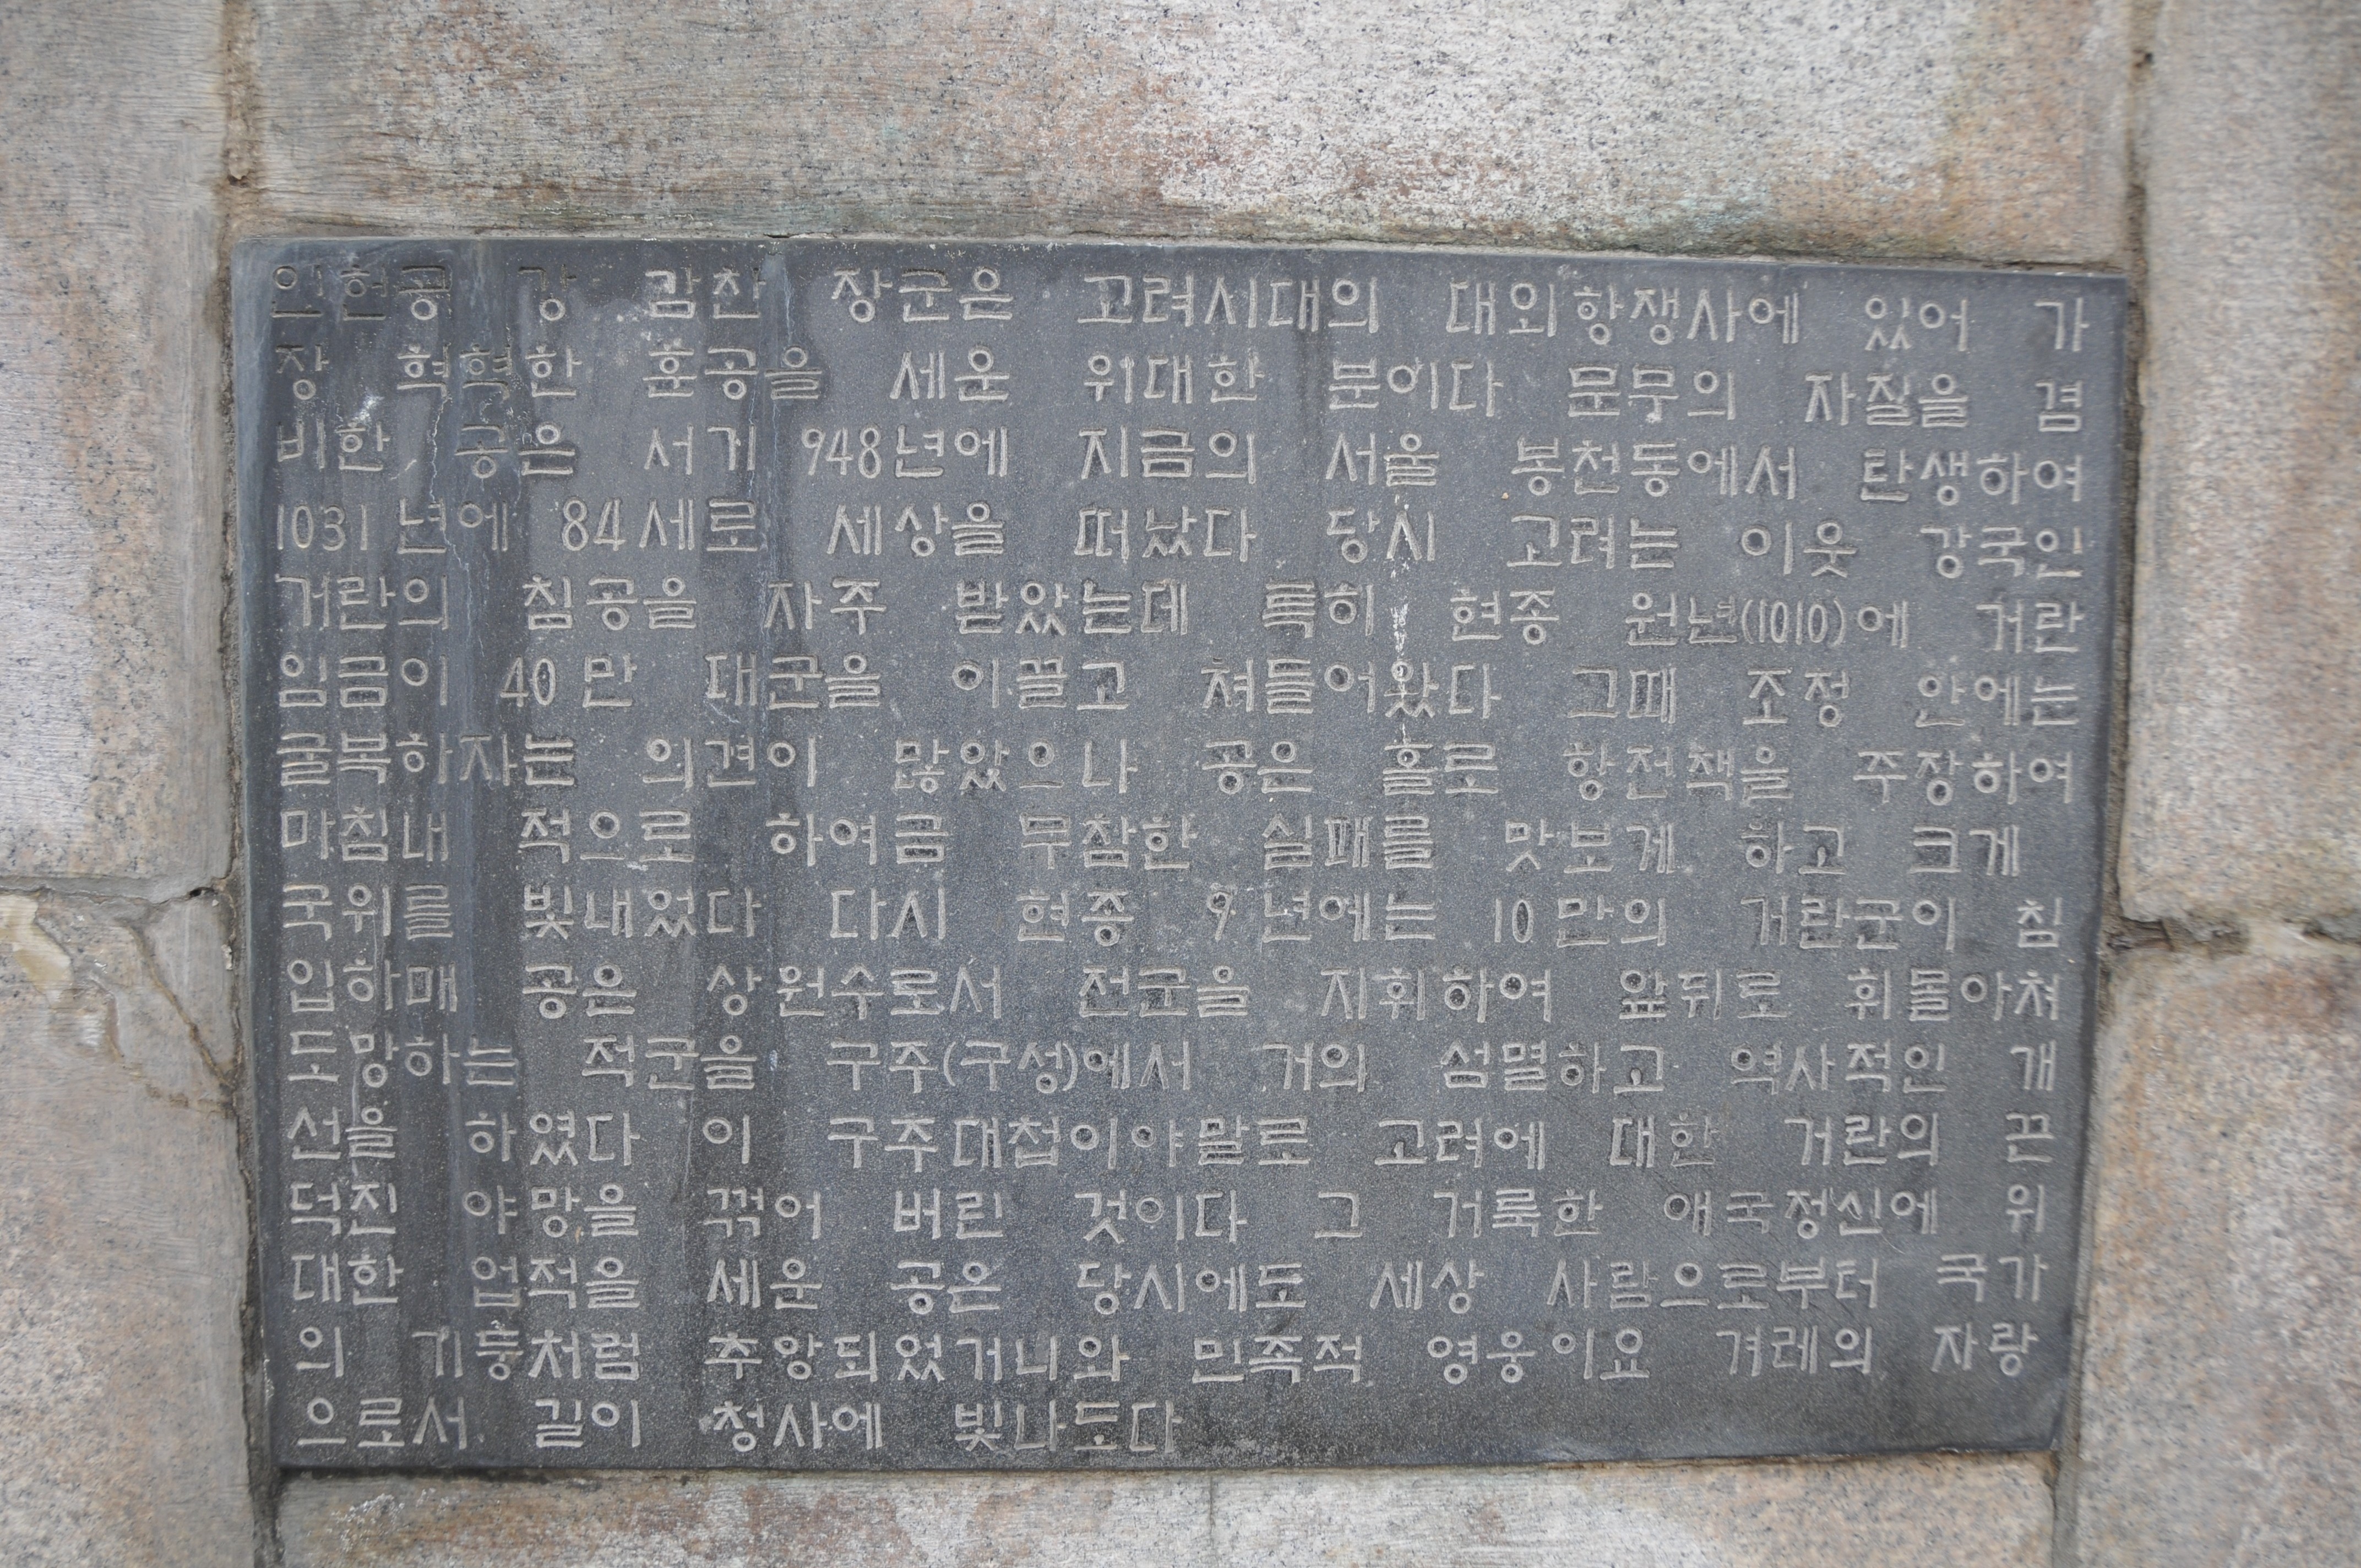 인헌공 강 감찬 장군은 고려시대의 대외항쟁사에 있어 가
장 혁혁한 훈공을 세운 위대한 분이다 문무의 자질을 겸
비한 공은 서기 948년에 지금의 서울 봉천동에서 탄생하여
1031년에 84세로 세상을 떠났다 당시 고려는 이웃 강국인
거란의 침공을 자주 받았는데 특히 현종 원년(1010)에 거란
임금이 40만 대군을 이끌고 쳐들어왔다 그때 조정 안에는
굴복하자는 의견이 많았으나 공은 홀로 항전책을 주장하여
마침내 적으로 하여금 무참한 실패를 맛보게 하고 크게
국위를 빛내었다 다시 현종 9년에는 10만의 거란군이 침
입하매 공은 상원수로서 전군을 지휘하여 앞뒤로 휘몰아쳐
도망하는 적군을 구주(구성)에서 거의 섬멸하고 역사적인 개
선을 하였다 이 구주대첩이야말로 고려에 대한 거란의 끈
덕진 야망을 꺾어 버린 것이다 그 거룩한 애국정신에 위
대한 업적을 세운 공은 당시에도 세상 사람으로부터 국가
의 기둥처럼 추앙되었거니와 민족적 영웅이요 겨레의 자랑
으로서 길이 청사에 빛나도다